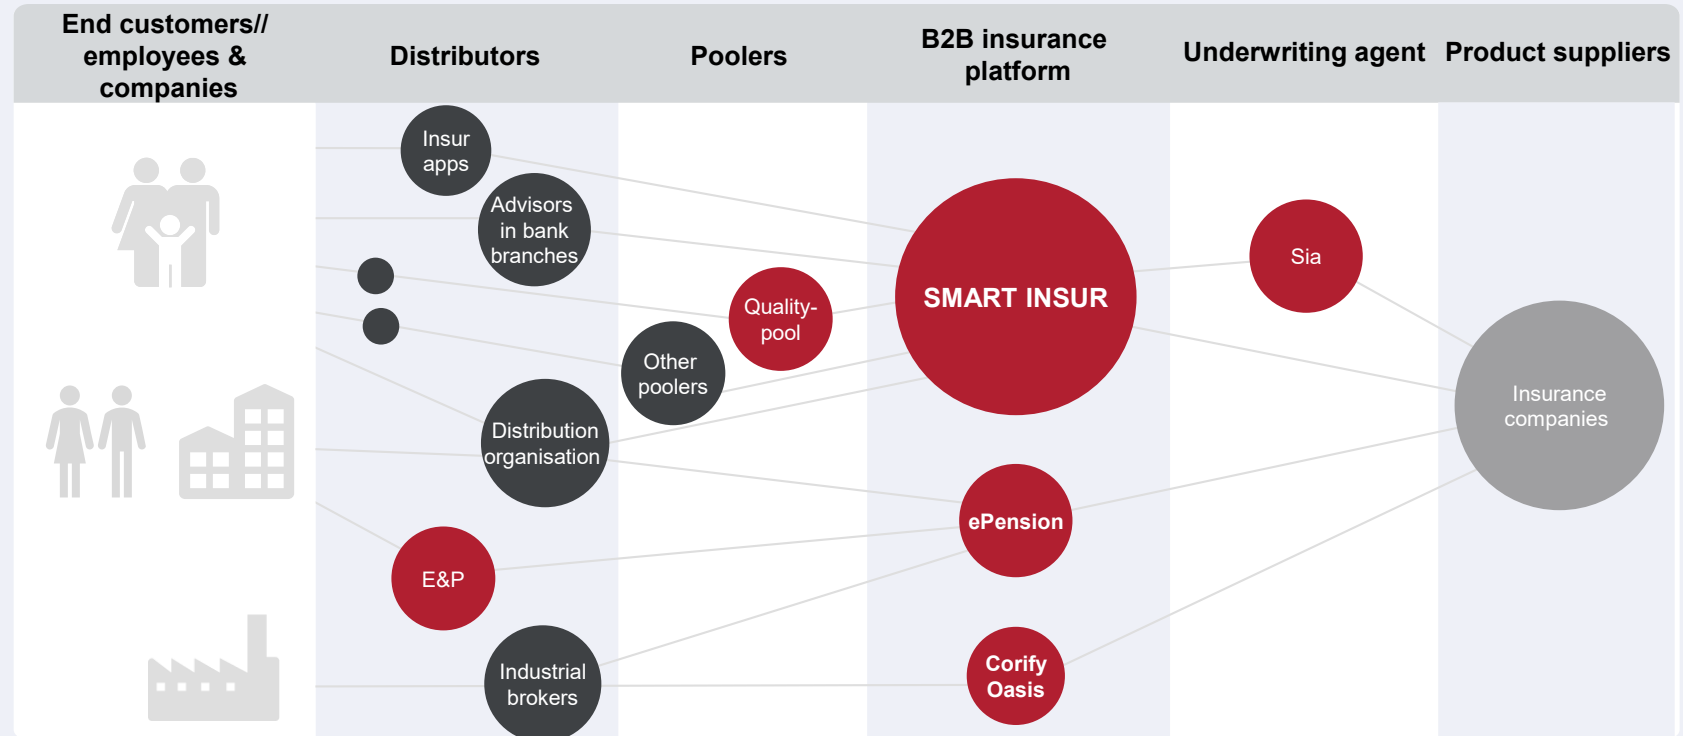 End customers//
employees &
companies
Distributors
Poolers
B2B insurance
platform
Underwriting agent
Product suppliers
Insur
apps
Advisors
in bank
branches
SMART INSUR
Sia
Quality-
pool
Other
poolers
Insurance
companies
Distribution
organisation
ePension
E&P
Industrial
brokers
Corify
Oasis